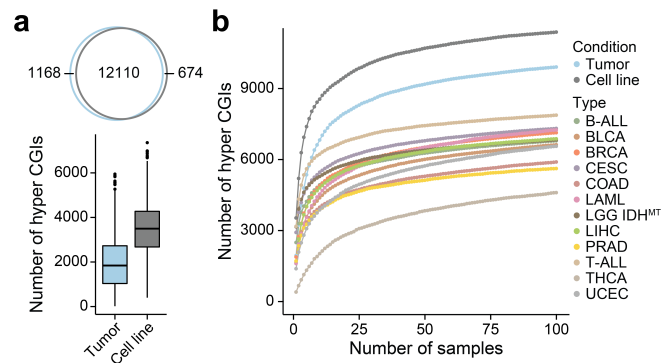 a
1168
12110
674
Number of hyper CGIs
6000
4000
2000
0
Tumor
Cell line
b
Number of hyper CGIs
9000
6000
3000
0
0
25
50
75
100
Number of samples
Condition
Tumor
Cell line
Type
B-ALL
BLCA
BRCA
CESC
COAD
LAML
LGG IDHᴹᵀ
LIHC
PRAD
T-ALL
THCA
UCEC